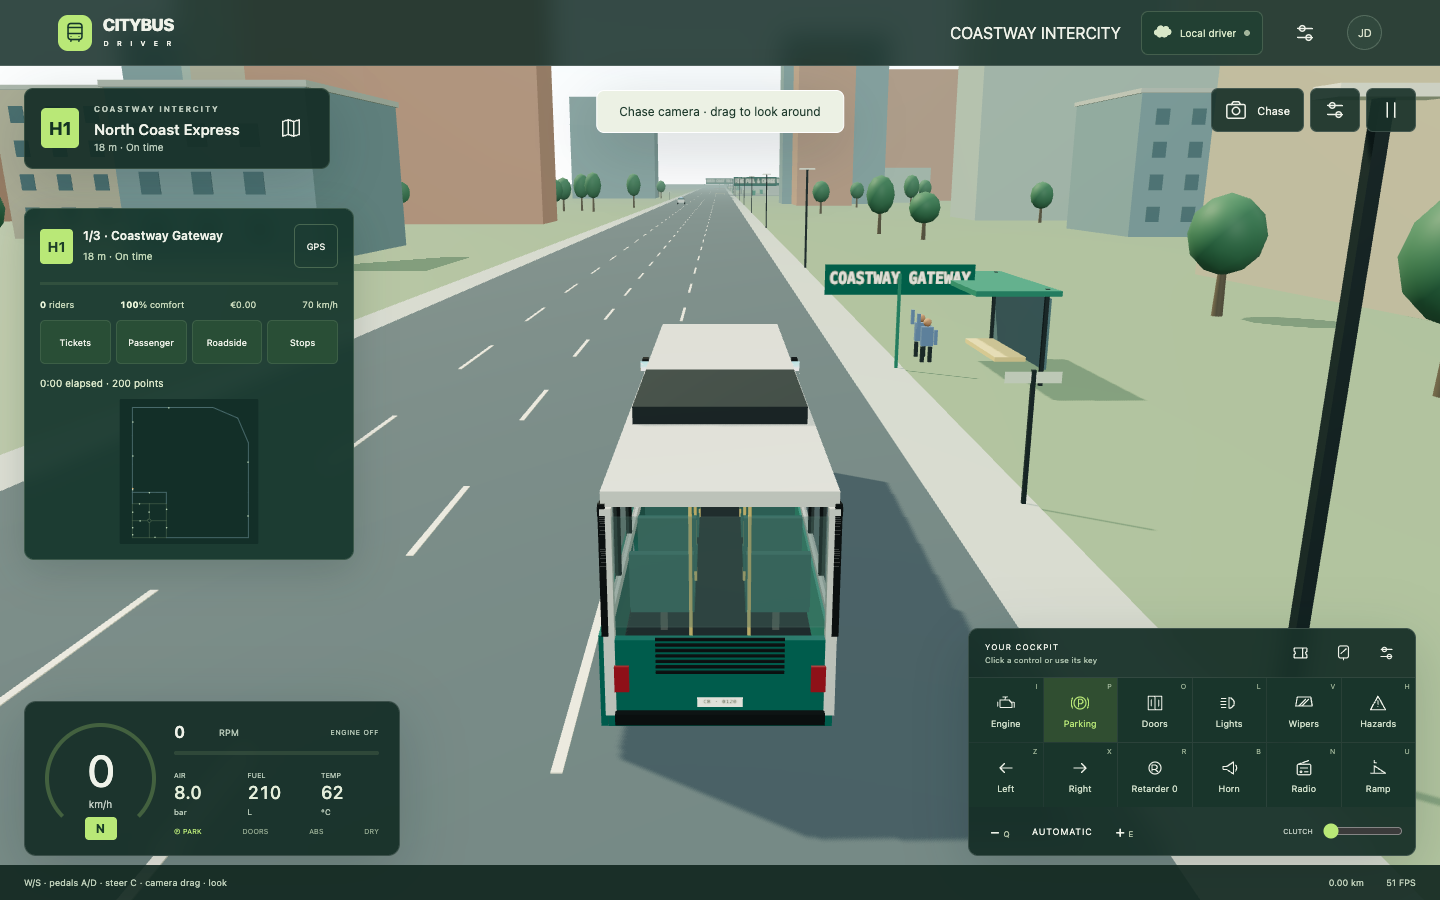 CITYBUS
DRIVER
COASTWAY INTERCITY
Local driver
JD
H1
COASTWAY INTERCITY
North Coast Express
18 m · On time
Chase camera · drag to look around
Chase
H1
1/3 · Coastway Gateway
18 m · On time
GPS
0 riders
100% comfort
€0.00
70 km/h
Tickets
Passenger
Roadside
Stops
0:00 elapsed · 200 points
COASTWAY GATEWAY
0
km/h
N
0
RPM
ENGINE OFF
AIR
8.0
bar
FUEL
210
L
TEMP
62
°C
PARK
DOORS
ABS
DRY
YOUR COCKPIT
Click a control or use its key
I
Engine
P
Parking
O
Doors
L
Lights
V
Wipers
H
Hazards
Z
Left
X
Right
R
Retarder 0
B
Horn
N
Radio
U
Ramp
− Q
AUTOMATIC
+ E
CLUTCH
W/S · pedals A/D · steer C · camera drag · look
0.00 km
51 FPS